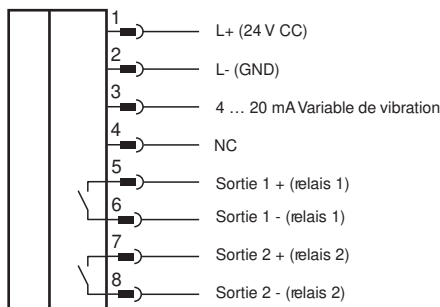 1 L+ (24 V CC)
2 L- (GND)
3 4 … 20 mA Variable de vibration
4 NC
5 Sortie 1 + (relais 1)
6 Sortie 1 - (relais 1)
7 Sortie 2 + (relais 2)
8 Sortie 2 - (relais 2)